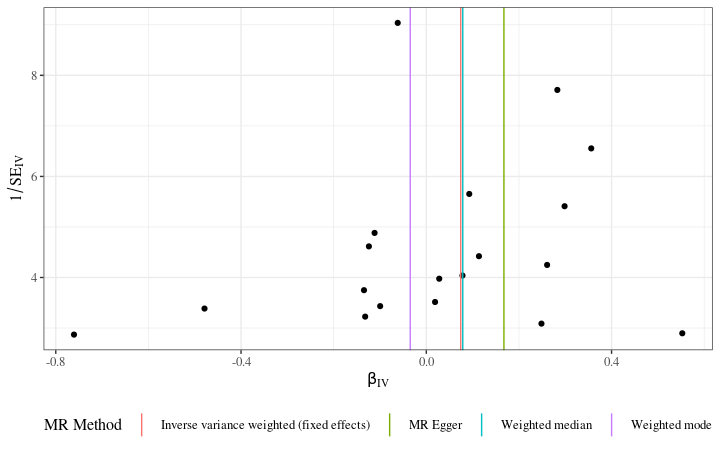 1/SE_IV
8
6
4
-0.8 -0.4 0.0 0.4
β_IV
MR Method Inverse variance weighted (fixed effects) MR Egger Weighted median Weighted mode